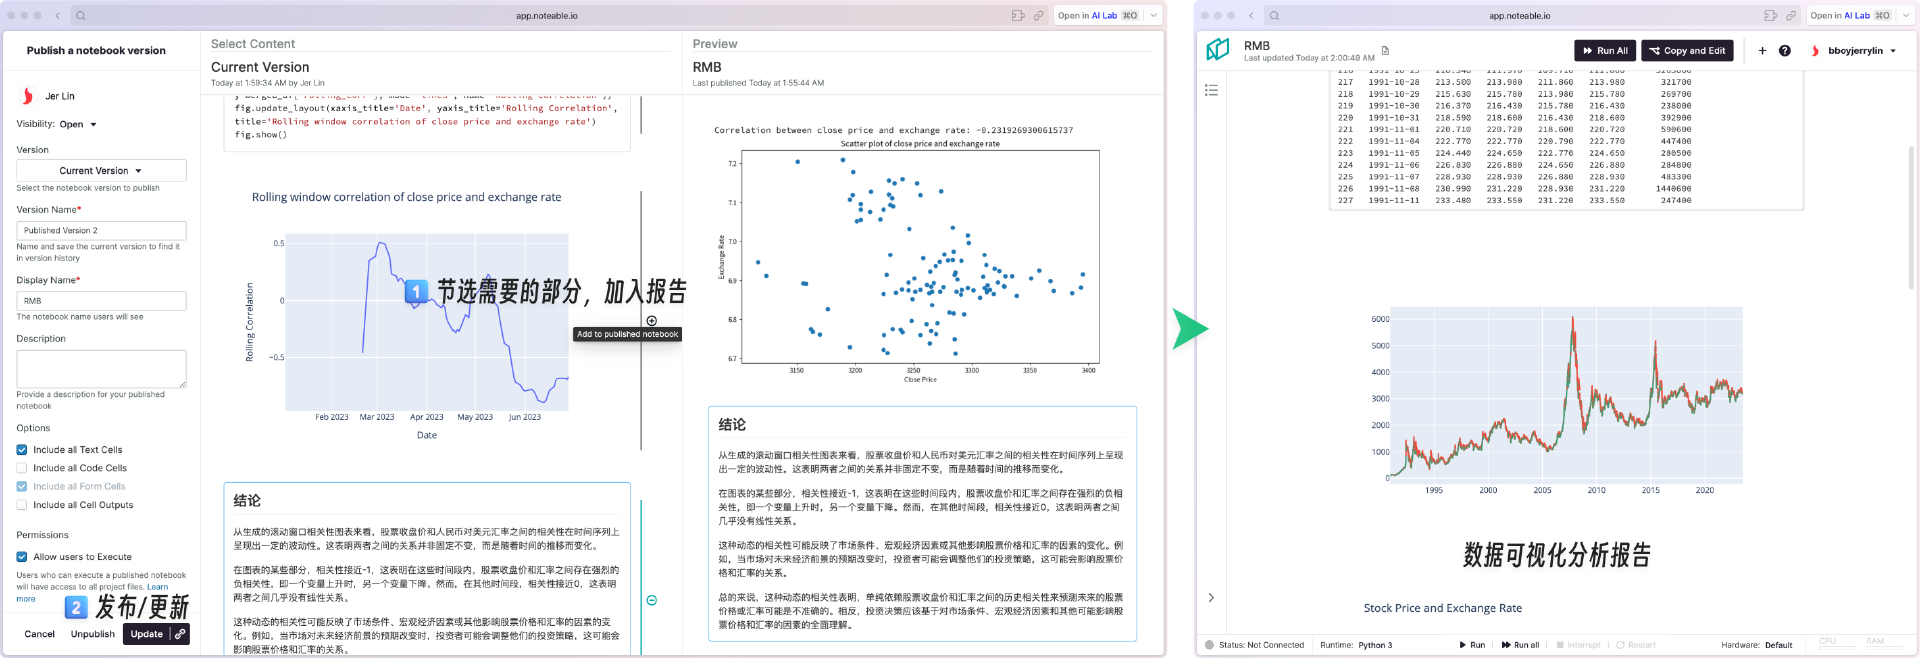 app.noteable.io
Open in AI Lab ⌘O
Publish a notebook version
Jer Lin
Visibility: Open
Version
Current Version
Select the notebook version to publish
Version Name*
Published Version 2
Name and save the current version to find it
in version history
Display Name*
RMB
The notebook name users will see
Description
Provide a description for your published
notebook
Options
Include all Text Cells
Include all Code Cells
Include all Form Cells
Include all Cell Outputs
Permissions
Allow users to Execute
Users who can execute a published notebook
will have access to all project files. Learn
more
2 发布/更新
Cancel Unpublish Update
Select Content
Current Version
Today at 1:59:34 AM by Jer Lin
fig.update_layout(xaxis_title='Date', yaxis_title='Rolling Correlation',
title='Rolling window correlation of close price and exchange rate')
fig.show()
Rolling window correlation of close price and exchange rate
Rolling Correlation
0.5
0
−0.5
Feb 2023 Mar 2023 Apr 2023 May 2023 Jun 2023
Date
1 节选需要的部分，加入报告
Add to published notebook
结论
从生成的滚动窗口相关性图表来看，股票收盘价和人民币对美元汇率之间的相关性在时间序列上
呈现出一定的波动性。这表明两者之间的关系并非固定不变，而是随着时间的推移而变化。
在图表的某些部分，相关性接近-1，这表明在这些时间段内，股票收盘价和汇率之间存在强烈的
负相关性，即一个变量上升时，另一个变量下降。然而，在其他时间段，相关性接近0，这表明
两者之间几乎没有线性关系。
这种动态的相关性可能反映了市场条件、宏观经济因素或其他影响股票价格和汇率的因素的变
化。例如，当市场对未来经济前景的预期改变时，投资者可能会调整他们的投资策略，这可能会
影响股票价格和汇率的关系。
Preview
RMB
Last published Today at 1:55:44 AM
Correlation between close price and exchange rate: -0.2319269300615737
Scatter plot of close price and exchange rate
Exchange Rate
7.2
7.1
7.0
6.9
6.8
6.7
3150 3200 3250 3300 3350 3400
Close Price
结论
从生成的滚动窗口相关性图表来看，股票收盘价和人民币对美元汇率之间的相关性在时间序列上呈现
出一定的波动性。这表明两者之间的关系并非固定不变，而是随着时间的推移而变化。
在图表的某些部分，相关性接近-1，这表明在这些时间段内，股票收盘价和汇率之间存在强烈的负相
关性，即一个变量上升时，另一个变量下降。然而，在其他时间段，相关性接近0，这表明两者之间
几乎没有线性关系。
这种动态的相关性可能反映了市场条件、宏观经济因素或其他影响股票价格和汇率的因素的变化。例
如，当市场对未来经济前景的预期改变时，投资者可能会调整他们的投资策略，这可能会影响股票价
格和汇率的关系。
总的来说，这种动态的相关性表明，单纯依赖股票收盘价和汇率之间的历史相关性来预测未来的股票
价格或汇率可能是不准确的。相反，投资决策应该基于对市场条件、宏观经济因素和其他可能影响股
票价格和汇率的因素的全面理解。
app.noteable.io
Open in AI Lab ⌘O
RMB
Last updated Today at 2:00:49 AM
Run All Copy and Edit
bboyjerrylin
217 1991-10-28 213.500 213.980 211.860 213.980 321700
218 1991-10-29 215.630 215.780 213.980 215.780 269700
219 1991-10-30 216.370 216.430 215.780 216.430 238000
220 1991-10-31 218.590 218.600 216.430 218.600 392900
221 1991-11-01 220.710 220.720 218.600 220.720 590600
222 1991-11-04 222.770 222.770 220.790 222.770 447400
223 1991-11-05 224.440 224.650 222.770 224.650 280500
224 1991-11-06 226.830 226.880 224.650 226.880 284800
225 1991-11-07 228.930 228.930 226.880 228.930 483300
226 1991-11-08 230.990 231.220 228.930 231.220 1440600
227 1991-11-11 233.480 233.550 231.220 233.550 247400
6000
5000
4000
3000
2000
1000
0
1995 2000 2005 2010 2015 2020
数据可视化分析报告
Stock Price and Exchange Rate
Status: Not Connected Runtime: Python 3 Run Run all Interrupt Restart Hardware: Default CPU RAM